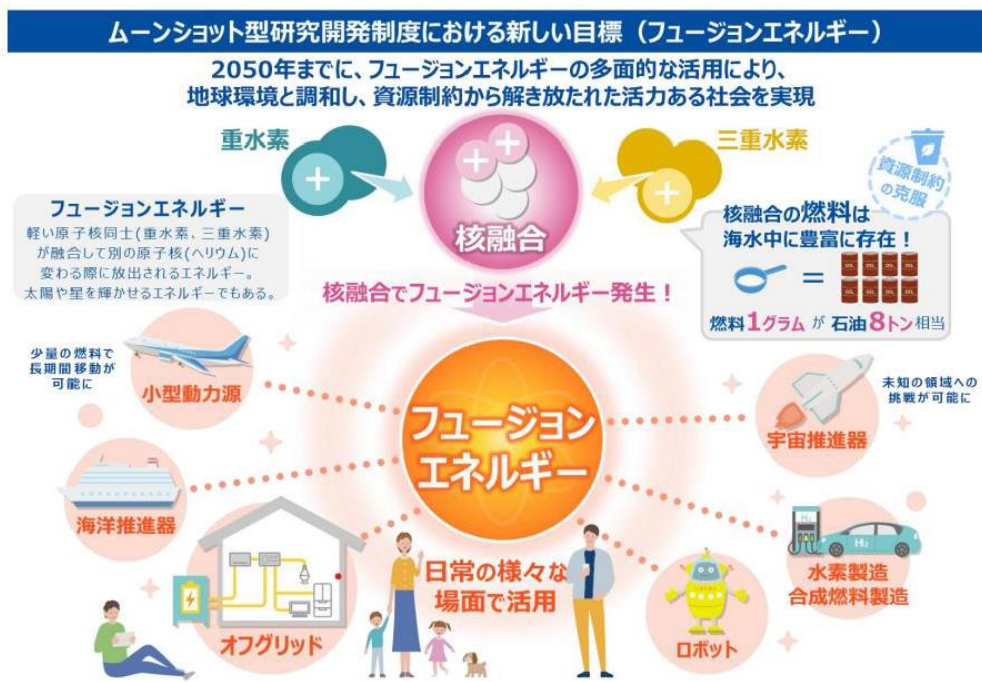 ムーンショット型研究開発制度における新しい目標（フュージョンエネルギー）
2050年までに、フュージョンエネルギーの多面的な活用により、
地球環境と調和し、資源制約から解き放たれた活力ある社会を実現
重水素
三重水素
核融合
資源制約
の克服
フュージョンエネルギー
軽い原子核同士(重水素、三重水素)
が融合して別の原子核(ヘリウム)に
変わる際に放出されるエネルギー。
太陽や星を輝かせるエネルギーでもある。
核融合の燃料は
海水中に豊富に存在！
=
OIL OIL OIL OIL
OIL OIL OIL OIL
燃料1グラム が 石油8トン相当
核融合でフュージョンエネルギー発生！
少量の燃料で
長期間移動が
可能に
小型動力源
未知の領域への
挑戦が可能に
宇宙推進器
フュージョン
エネルギー
海洋推進器
H₂
水素製造
合成燃料製造
日常の様々な
場面で活用
オフグリッド
ロボット